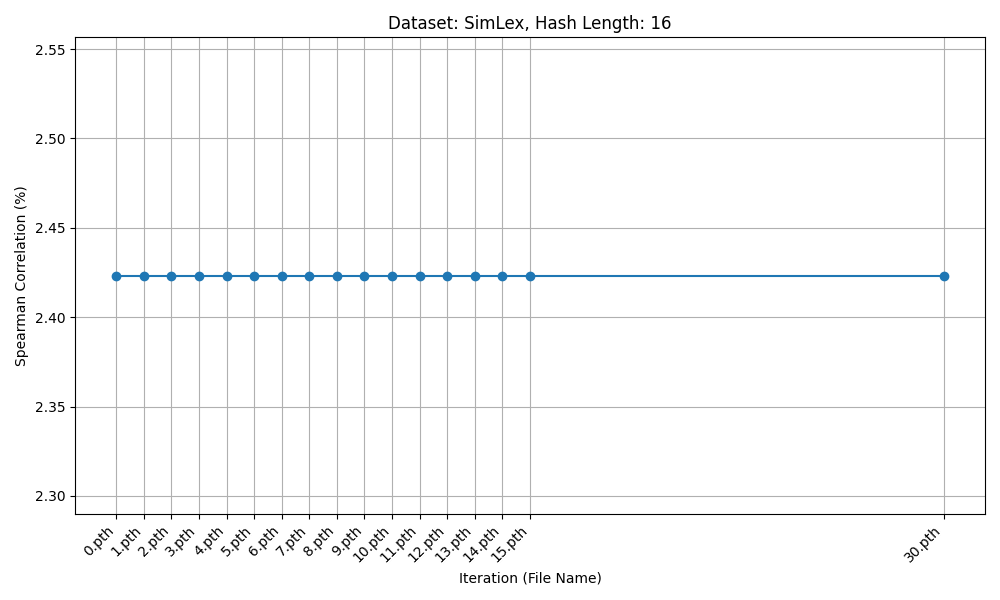 Dataset: SimLex, Hash Length: 16
2.55
2.50
2.45
2.40
2.35
2.30
Spearman Correlation (%)
0.pth
1.pth
2.pth
3.pth
4.pth
5.pth
6.pth
7.pth
8.pth
9.pth
10.pth
11.pth
12.pth
13.pth
14.pth
15.pth
30.pth
Iteration (File Name)